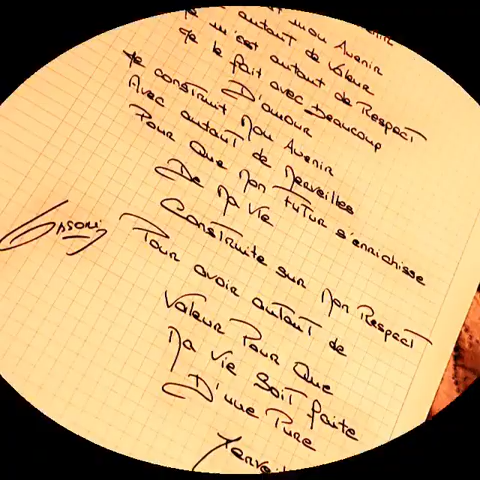 mon Avenir
Je m'est autant de Valeur
autant de Respect
Je le fait avec beaucoup
D'amour
Je construit Mon Avenir
Avec autant de Merveilles
Pour Que Mon futur s'enrichisse
De Ma Vie
Construite sur Mon Respect
Pour avoir autant de
Valeur Pour Que
Ma Vie Soit faite
D'une Pure